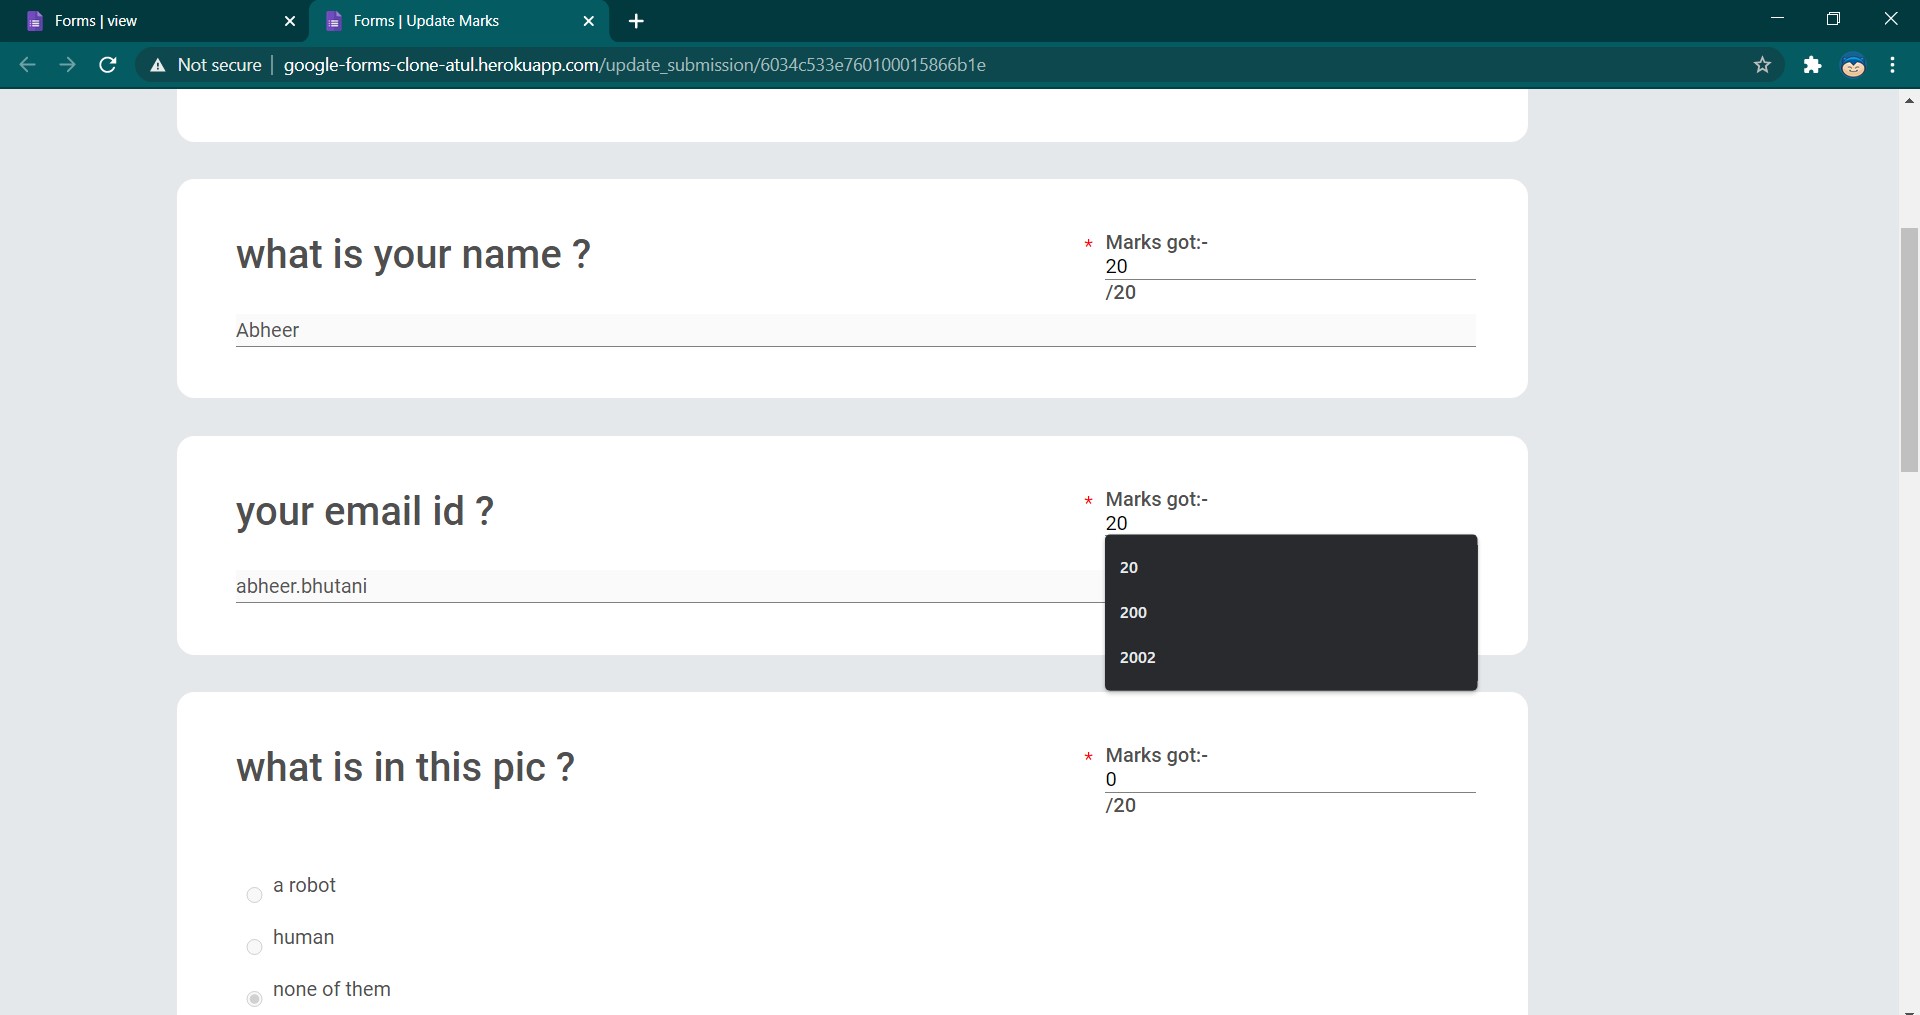 Forms | view
Forms | Update Marks
Not secure
google-forms-clone-atul.herokuapp.com/update_submission/6034c533e760100015866b1e
what is your name ?
* Marks got:-
20
/20
Abheer
your email id ?
* Marks got:-
20
abheer.bhutani
20
200
2002
what is in this pic ?
* Marks got:-
0
/20
a robot
human
none of them